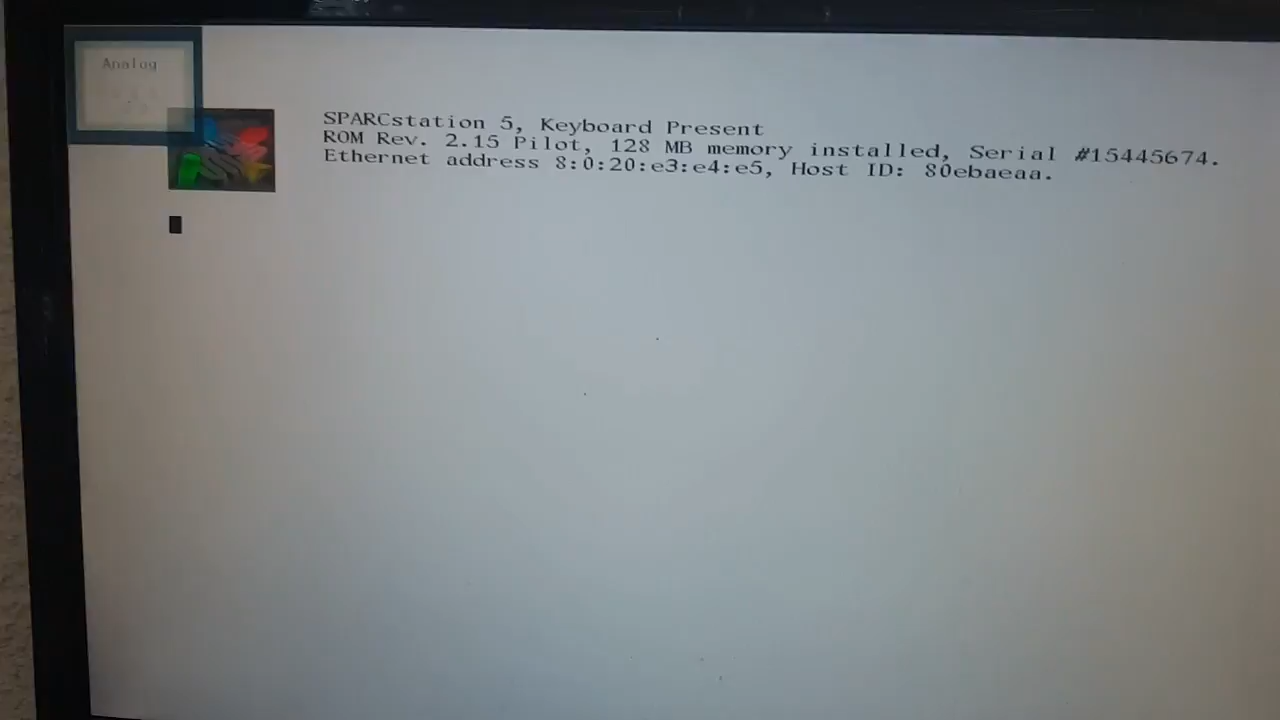 Analog
SPARCstation 5, Keyboard Present
ROM Rev. 2.15 Pilot, 128 MB memory installed, Serial #15445674.
Ethernet address 8:0:20:e3:e4:e5, Host ID: 80ebaeaa.